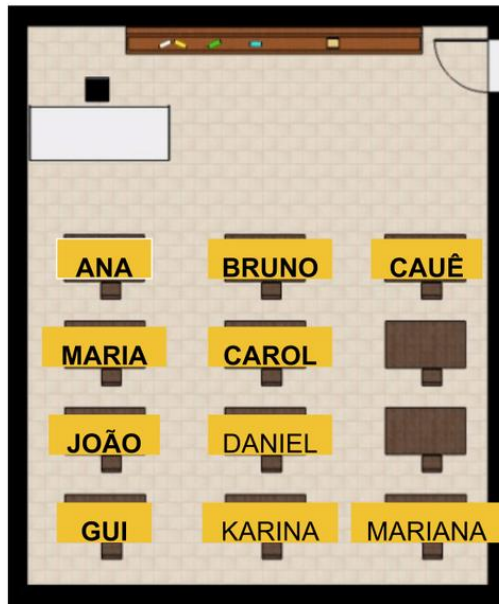 ANA BRUNO CAUÊ
MARIA CAROL
JOÃO DANIEL
GUI KARINA MARIANA